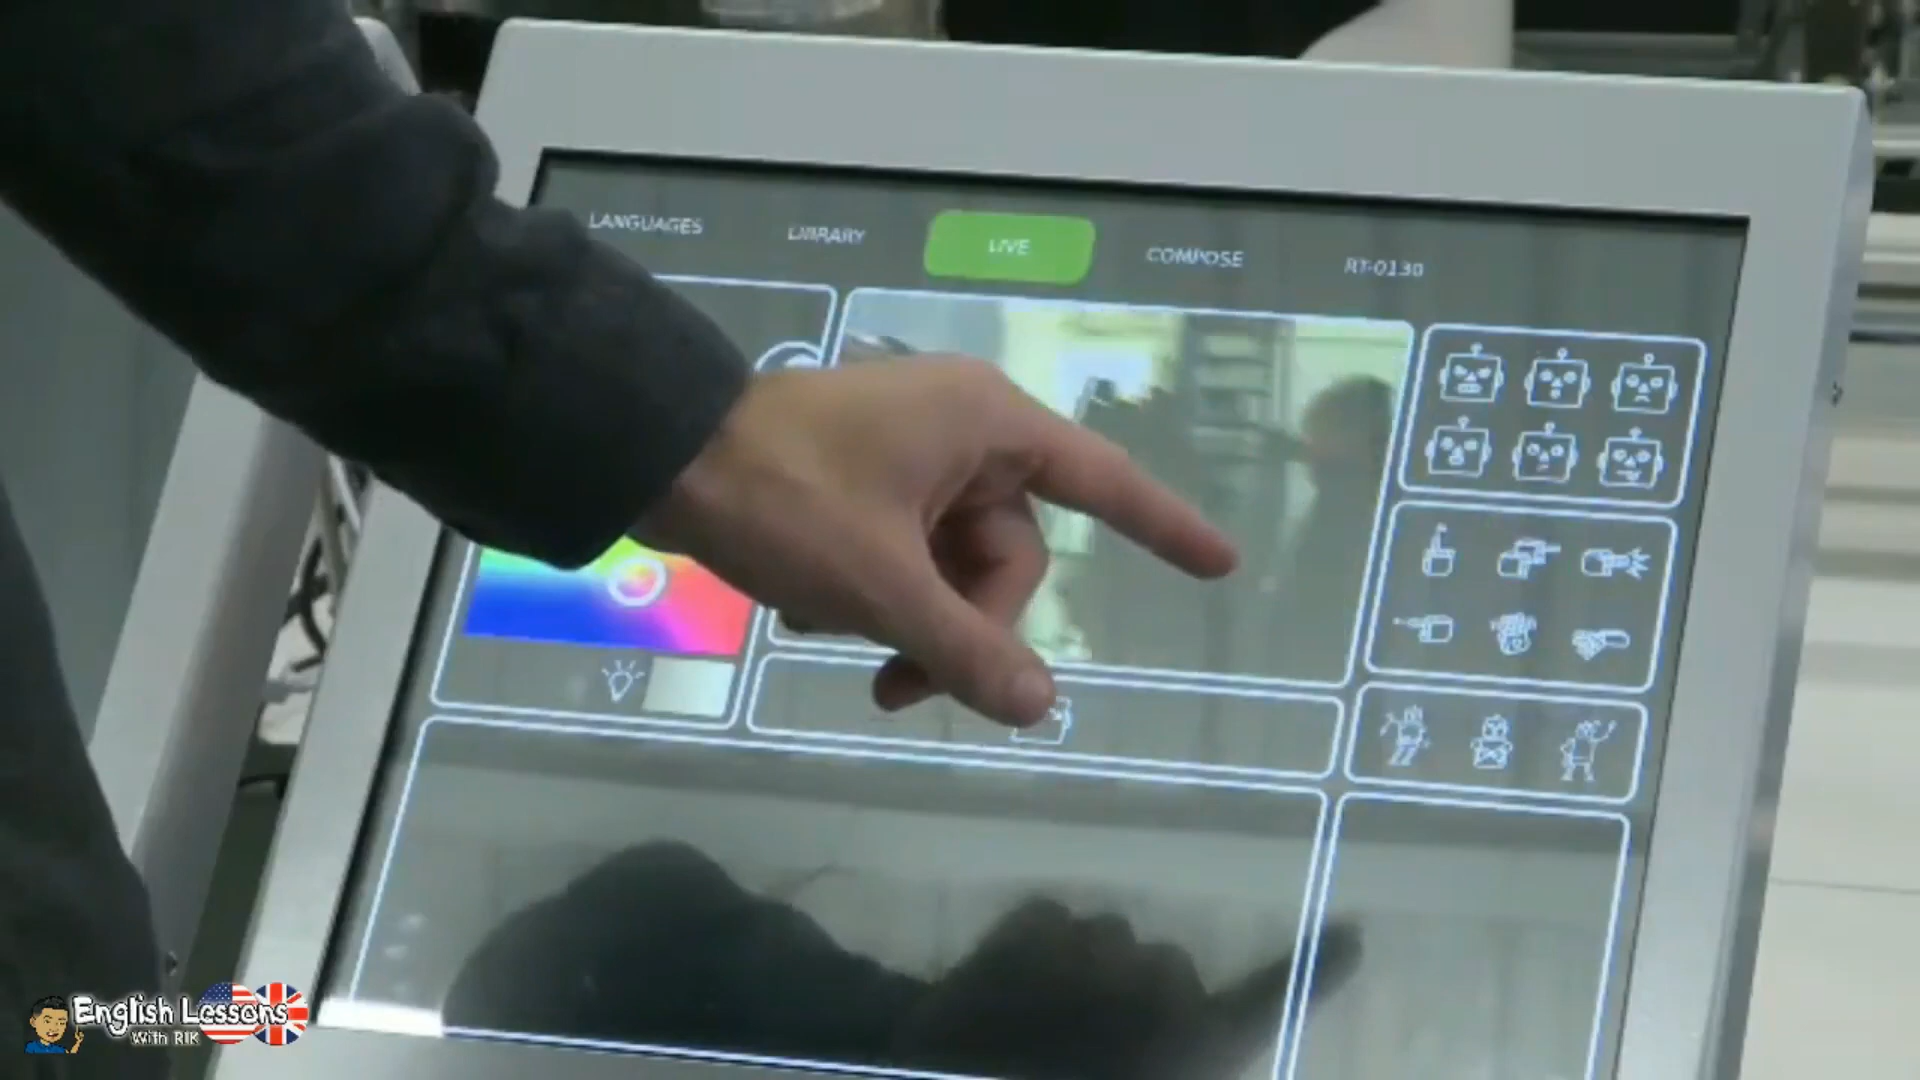 LANGUAGES
LIBRARY
LIVE
COMPOSE
RT-0130
English Lessons
With RIK